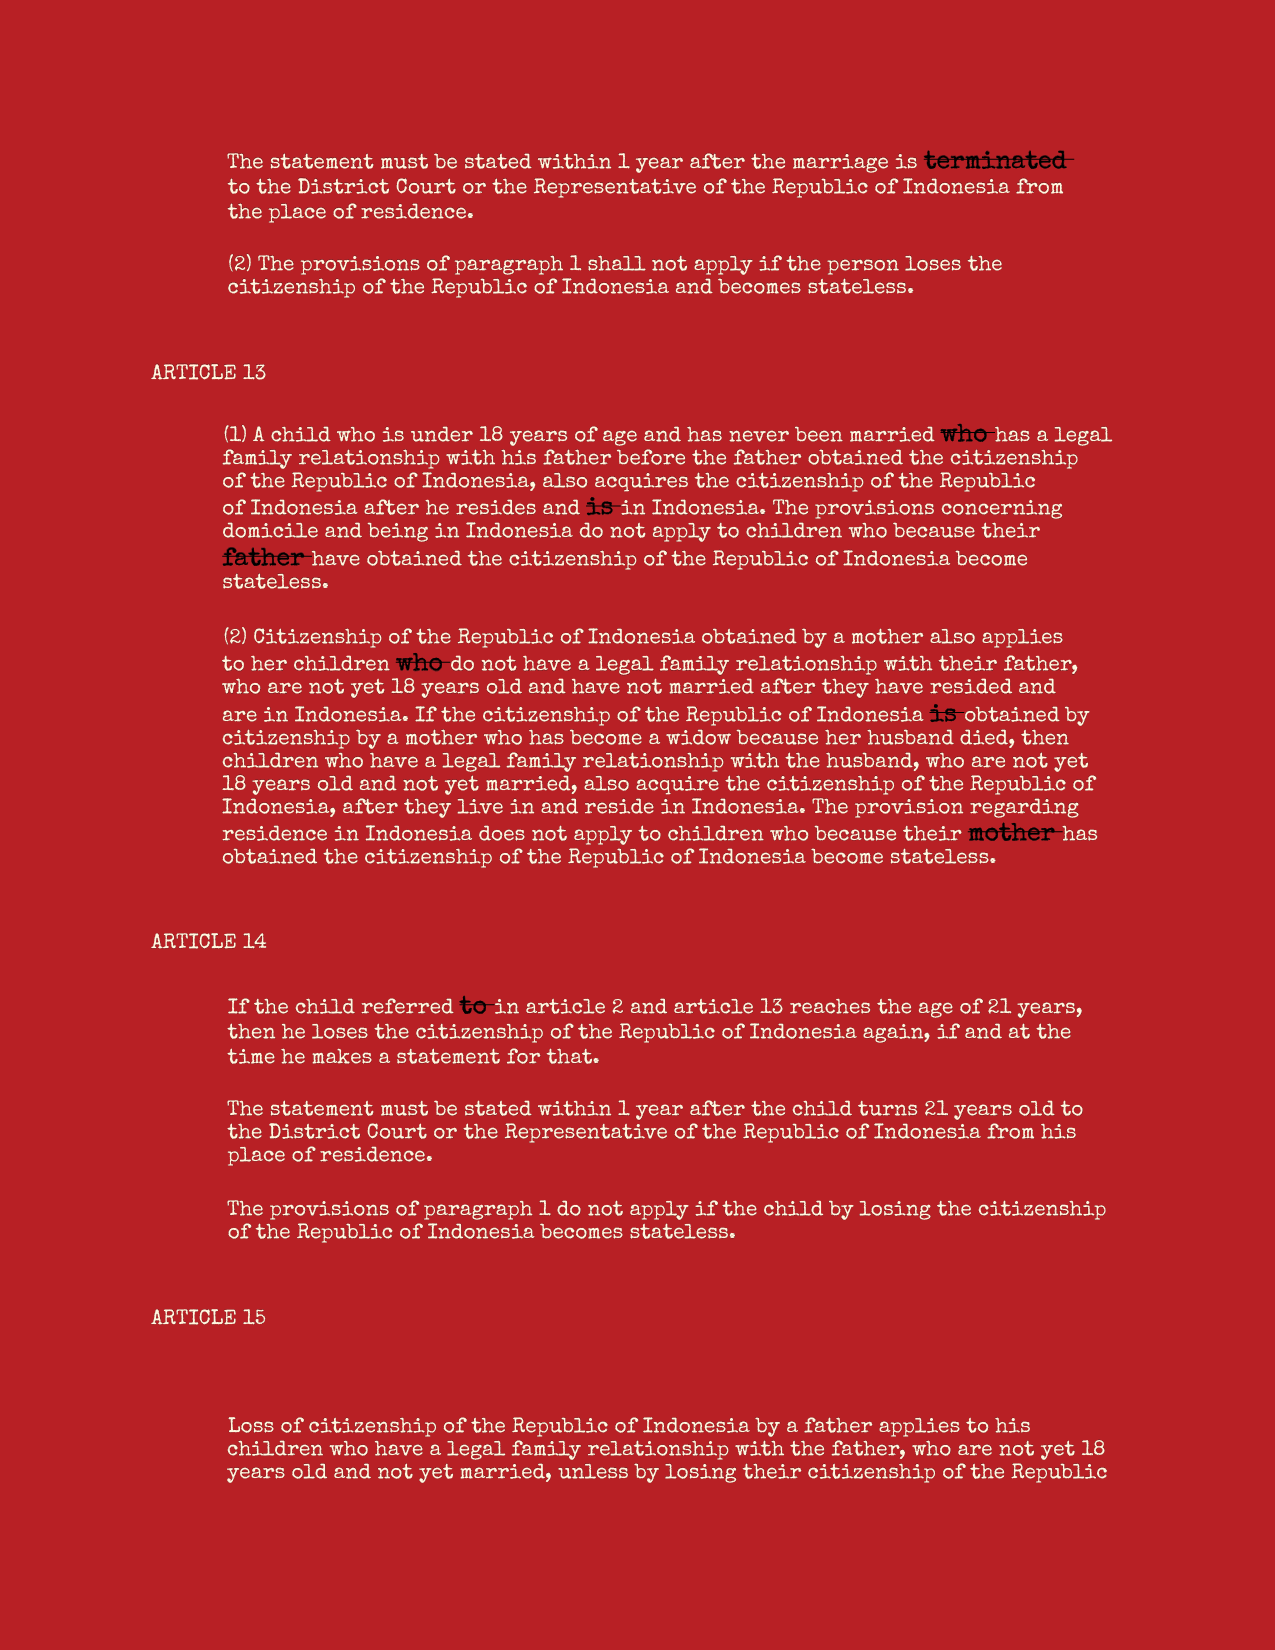 The statement must be stated within 1 year after the marriage is terminated
to the District Court or the Representative of the Republic of Indonesia from
the place of residence.
(2) The provisions of paragraph 1 shall not apply if the person loses the
citizenship of the Republic of Indonesia and becomes stateless.
ARTICLE 13
(1) A child who is under 18 years of age and has never been married who has a legal
family relationship with his father before the father obtained the citizenship
of the Republic of Indonesia, also acquires the citizenship of the Republic
of Indonesia after he resides and is in Indonesia. The provisions concerning
domicile and being in Indonesia do not apply to children who because their
father have obtained the citizenship of the Republic of Indonesia become
stateless.
(2) Citizenship of the Republic of Indonesia obtained by a mother also applies
to her children who do not have a legal family relationship with their father,
who are not yet 18 years old and have not married after they have resided and
are in Indonesia. If the citizenship of the Republic of Indonesia is obtained by
citizenship by a mother who has become a widow because her husband died, then
children who have a legal family relationship with the husband, who are not yet
18 years old and not yet married, also acquire the citizenship of the Republic of
Indonesia, after they live in and reside in Indonesia. The provision regarding
residence in Indonesia does not apply to children who because their mother has
obtained the citizenship of the Republic of Indonesia become stateless.
ARTICLE 14
If the child referred to in article 2 and article 13 reaches the age of 21 years,
then he loses the citizenship of the Republic of Indonesia again, if and at the
time he makes a statement for that.
The statement must be stated within 1 year after the child turns 21 years old to
the District Court or the Representative of the Republic of Indonesia from his
place of residence.
The provisions of paragraph 1 do not apply if the child by losing the citizenship
of the Republic of Indonesia becomes stateless.
ARTICLE 15
Loss of citizenship of the Republic of Indonesia by a father applies to his
children who have a legal family relationship with the father, who are not yet 18
years old and not yet married, unless by losing their citizenship of the Republic